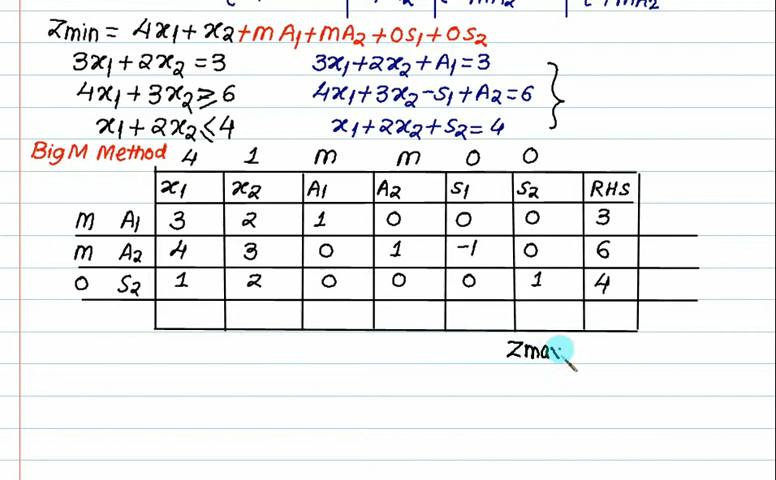 Zmin = 4x1 + x2 + mA1 + mA2 + 0S1 + 0S2
3x1 + 2x2 = 3 3x1 + 2x2 + A1 = 3
4x1 + 3x2 ≥ 6 4x1 + 3x2 - S1 + A2 = 6
x1 + 2x2 ≤ 4 x1 + 2x2 + S2 = 4
Big M Method 4 1 m m 0 0
x1 x2 A1 A2 S1 S2 RHS
m A1 3 2 1 0 0 0 3
m A2 4 3 0 1 -1 0 6
0 S2 1 2 0 0 0 1 4
Zmax